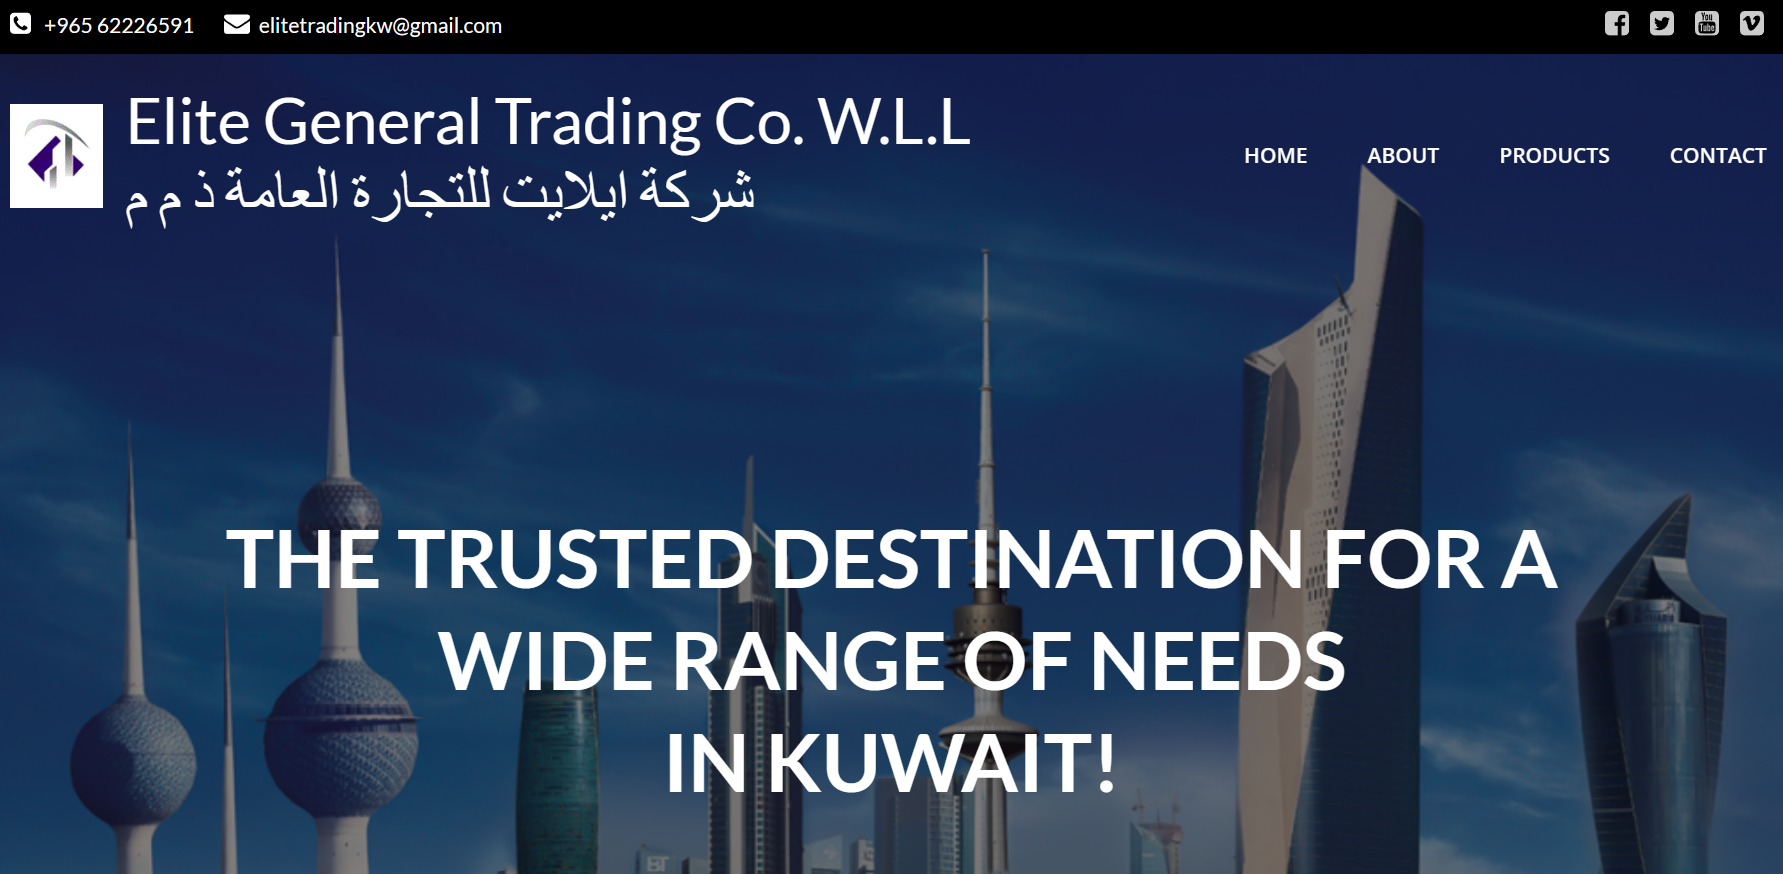 +965 62226591 elitetradingkw@gmail.com
Elite General Trading Co. W.L.L
شركة ايلايت للتجارة العامة ذ م م
HOME ABOUT PRODUCTS CONTACT
THE TRUSTED DESTINATION FOR A
WIDE RANGE OF NEEDS
IN KUWAIT!